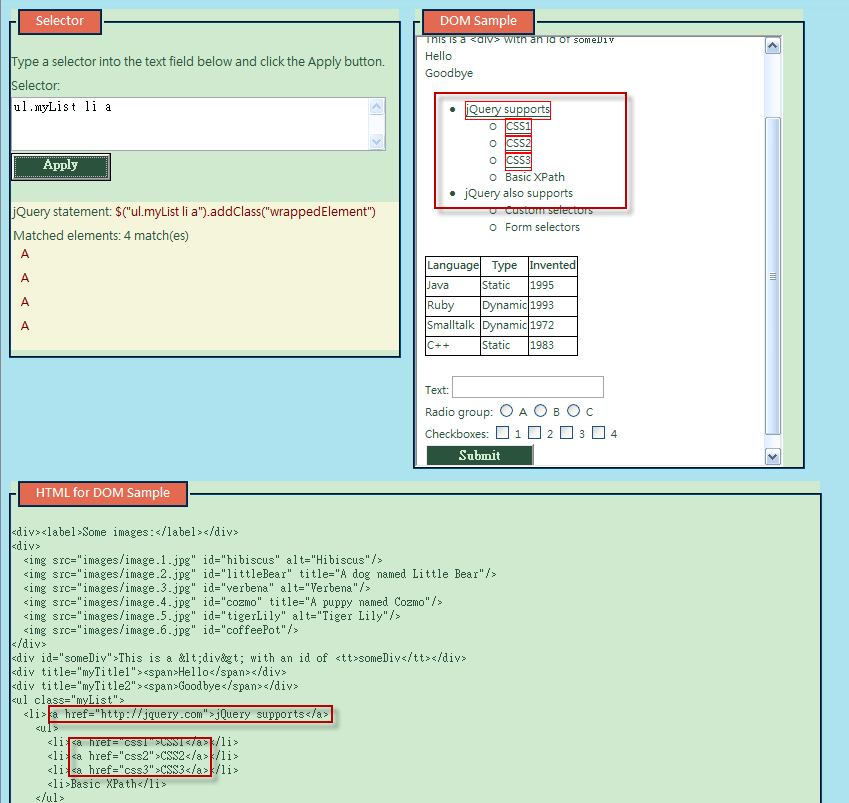 Selector
Type a selector into the text field below and click the Apply button.
Selector:
ul.myList li a
Apply
jQuery statement: $("ul.myList li a").addClass("wrappedElement")
Matched elements: 4 match(es)
A
A
A
A
DOM Sample
This is a <div> with an id of someDiv
Hello
Goodbye
jQuery supports
CSS1
CSS2
CSS3
Basic XPath
jQuery also supports
Custom selectors
Form selectors
Language Type Invented
Java Static 1995
Ruby Dynamic 1993
Smalltalk Dynamic 1972
C++ Static 1983
Text:
Radio group: A B C
Checkboxes: 1 2 3 4
Submit
HTML for DOM Sample
<div><label>Some images:</label></div>
<div>
<img src="images/image.1.jpg" id="hibiscus" alt="Hibiscus"/>
<img src="images/image.2.jpg" id="littleBear" title="A dog named Little Bear"/>
<img src="images/image.3.jpg" id="verbena" alt="Verbena"/>
<img src="images/image.4.jpg" id="cozmo" title="A puppy named Cozmo"/>
<img src="images/image.5.jpg" id="tigerLily" alt="Tiger Lily"/>
<img src="images/image.6.jpg" id="coffeePot"/>
</div>
<div id="someDiv">This is a &lt;div&gt; with an id of <tt>someDiv</tt></div>
<div title="myTitle1"><span>Hello</span></div>
<div title="myTitle2"><span>Goodbye</span></div>
<ul class="myList">
<li><a href="http://jquery.com">jQuery supports</a>
<ul>
<li><a href="css1">CSS1</a></li>
<li><a href="css2">CSS2</a></li>
<li><a href="css3">CSS3</a></li>
<li>Basic XPath</li>
</ul>